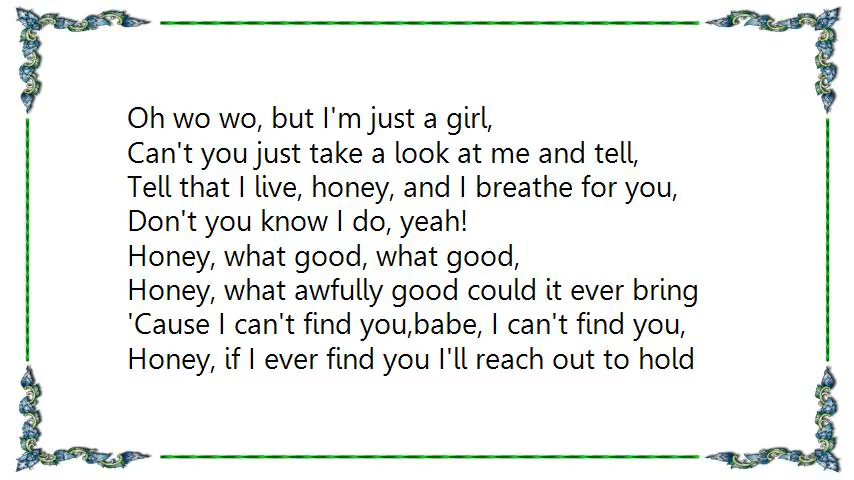 Oh wo wo, but I'm just a girl,
Can't you just take a look at me and tell,
Tell that I live, honey, and I breathe for you,
Don't you know I do, yeah!
Honey, what good, what good,
Honey, what awfully good could it ever bring
'Cause I can't find you,babe, I can't find you,
Honey, if I ever find you I'll reach out to hold